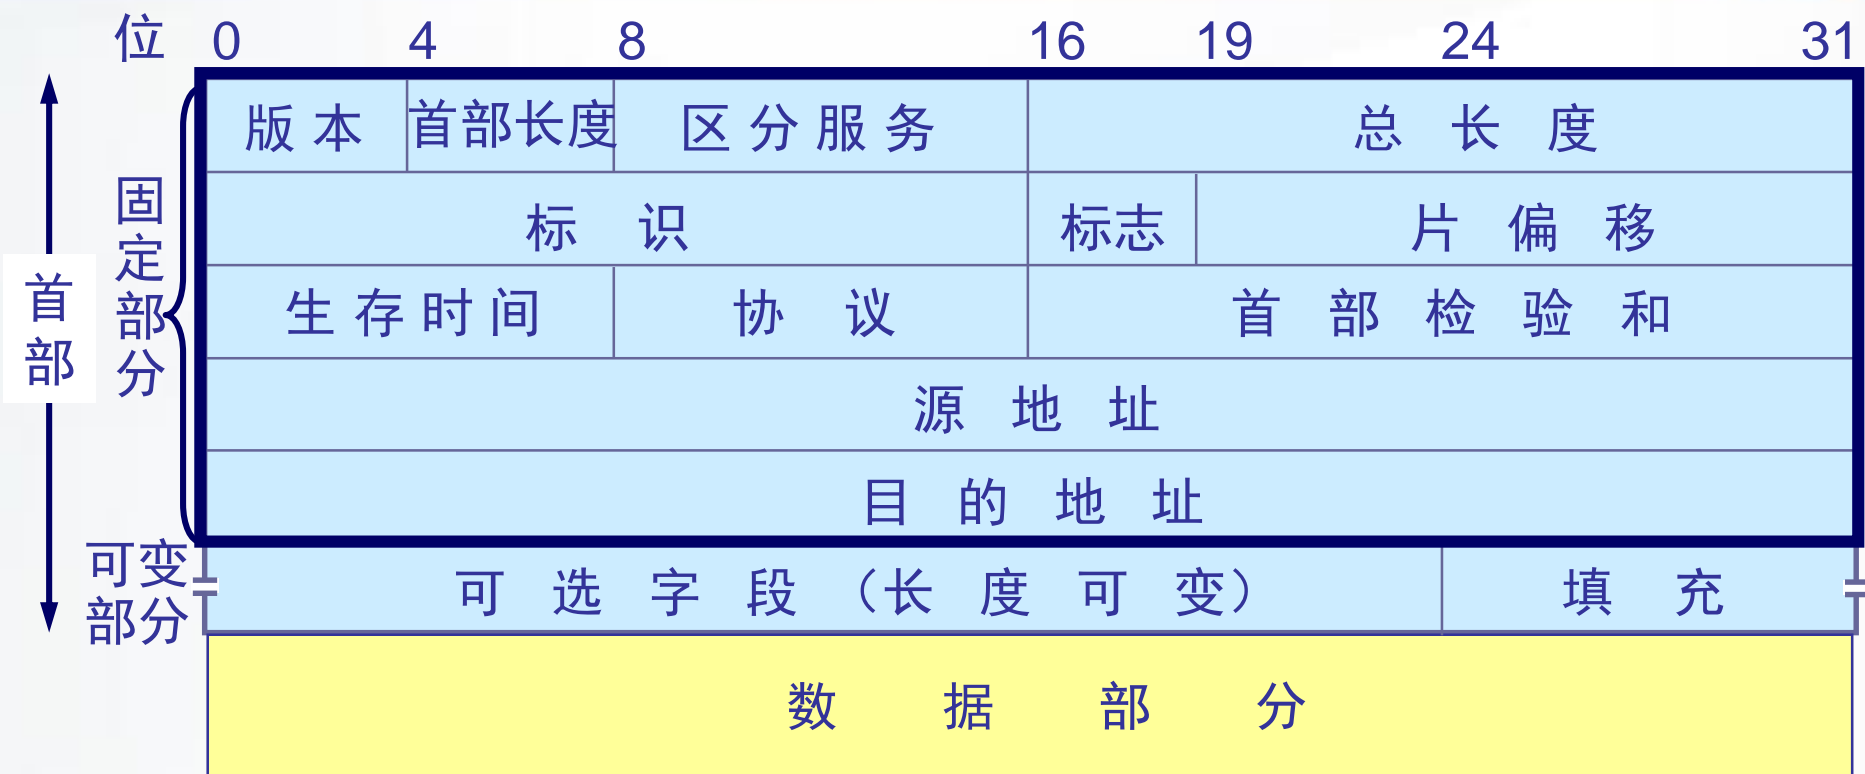 位 0 4 8 16 19 24 31
版本 首部长度 区分服务 总长度
标识 标志 片偏移
生存时间 协议 首部检验和
源地址
目的地址
可选字段（长度可变） 填充
数据部分
首部
固定部分
可变
部分